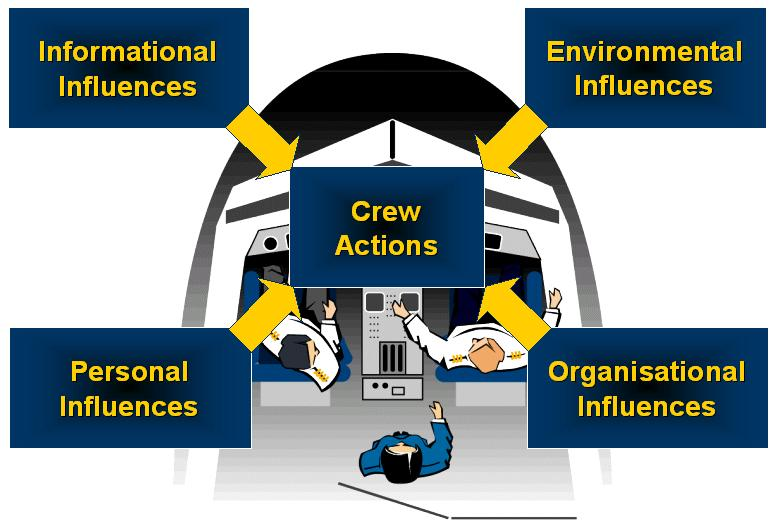 Informational
Influences
Environmental
Influences
Crew
Actions
Personal
Influences
Organisational
Influences